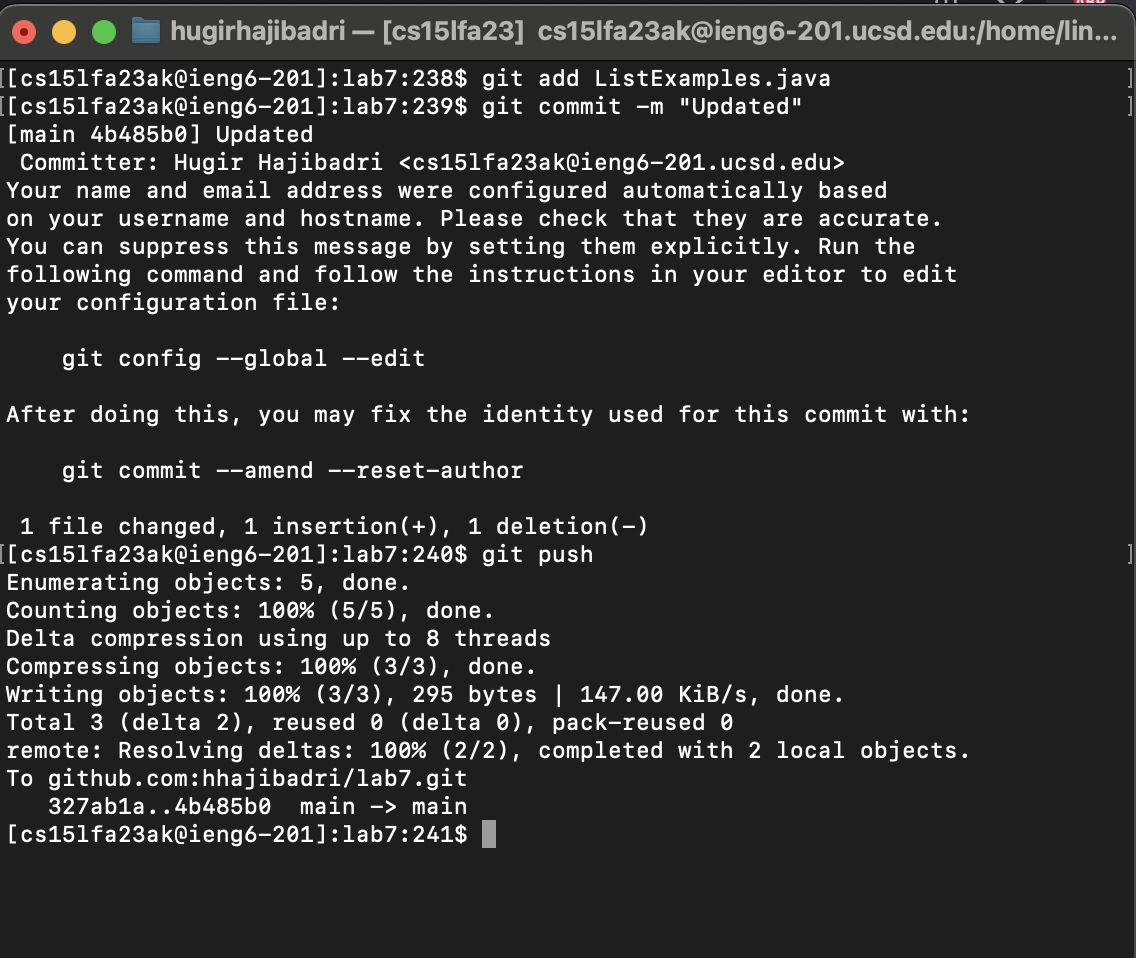 hugirhajibadri — [cs15lfa23] cs15lfa23ak@ieng6-201.ucsd.edu:/home/lin...
[[cs15lfa23ak@ieng6-201]:lab7:238$ git add ListExamples.java ]
[[cs15lfa23ak@ieng6-201]:lab7:239$ git commit -m "Updated" ]
[main 4b485b0] Updated
 Committer: Hugir Hajibadri <cs15lfa23ak@ieng6-201.ucsd.edu>
Your name and email address were configured automatically based
on your username and hostname. Please check that they are accurate.
You can suppress this message by setting them explicitly. Run the
following command and follow the instructions in your editor to edit
your configuration file:

    git config --global --edit

After doing this, you may fix the identity used for this commit with:

    git commit --amend --reset-author

 1 file changed, 1 insertion(+), 1 deletion(-)
[[cs15lfa23ak@ieng6-201]:lab7:240$ git push ]
Enumerating objects: 5, done.
Counting objects: 100% (5/5), done.
Delta compression using up to 8 threads
Compressing objects: 100% (3/3), done.
Writing objects: 100% (3/3), 295 bytes | 147.00 KiB/s, done.
Total 3 (delta 2), reused 0 (delta 0), pack-reused 0
remote: Resolving deltas: 100% (2/2), completed with 2 local objects.
To github.com:hhajibadri/lab7.git
   327ab1a..4b485b0  main -> main
[cs15lfa23ak@ieng6-201]:lab7:241$